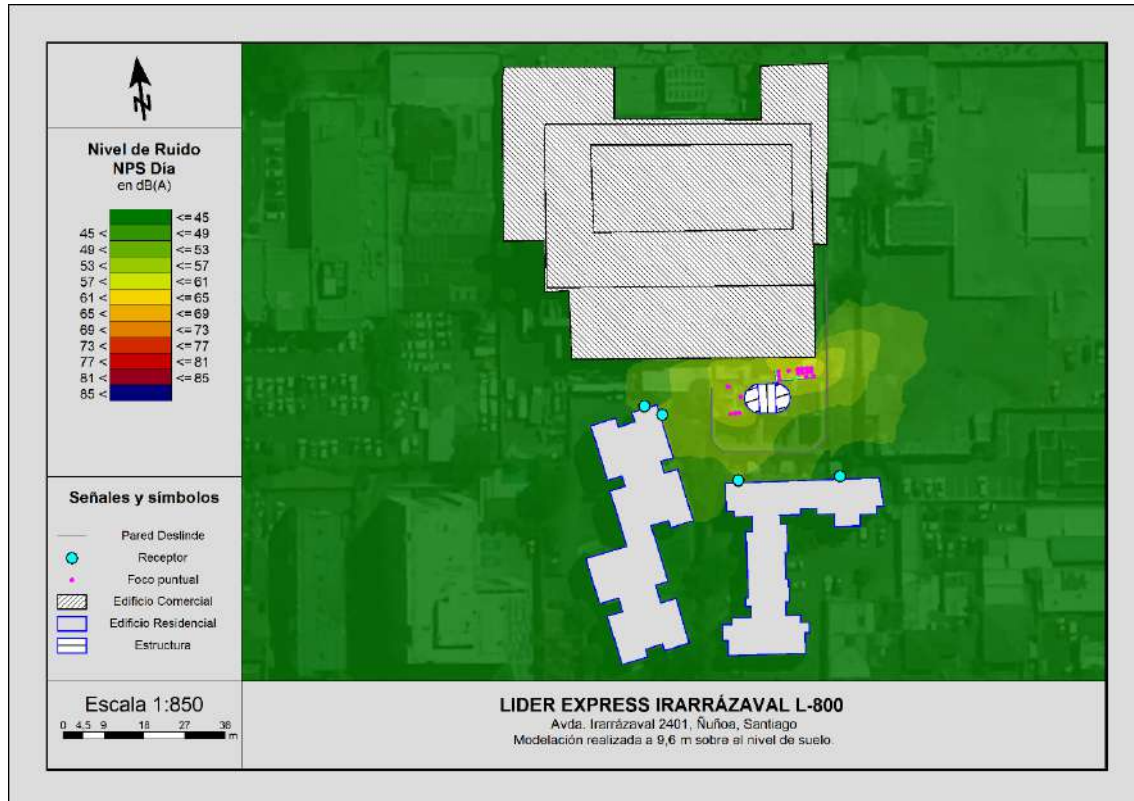 N
Nivel de Ruido
NPS Día
en dB(A)
<= 45
45 < <= 49
49 < <= 53
53 < <= 57
57 < <= 61
61 < <= 65
65 < <= 69
69 < <= 73
73 < <= 77
77 < <= 81
81 < <= 85
85 <
Señales y símbolos
Pared Deslinde
Receptor
Foco puntual
Edificio Comercial
Edificio Residencial
Estructura
Escala 1:850
0 4,5 9 18 27 36
m
LIDER EXPRESS IRARRÁZAVAL L-800
Avda. Irarrázaval 2401, Ñuñoa, Santiago
Modelación realizada a 9,6 m sobre el nivel de suelo.